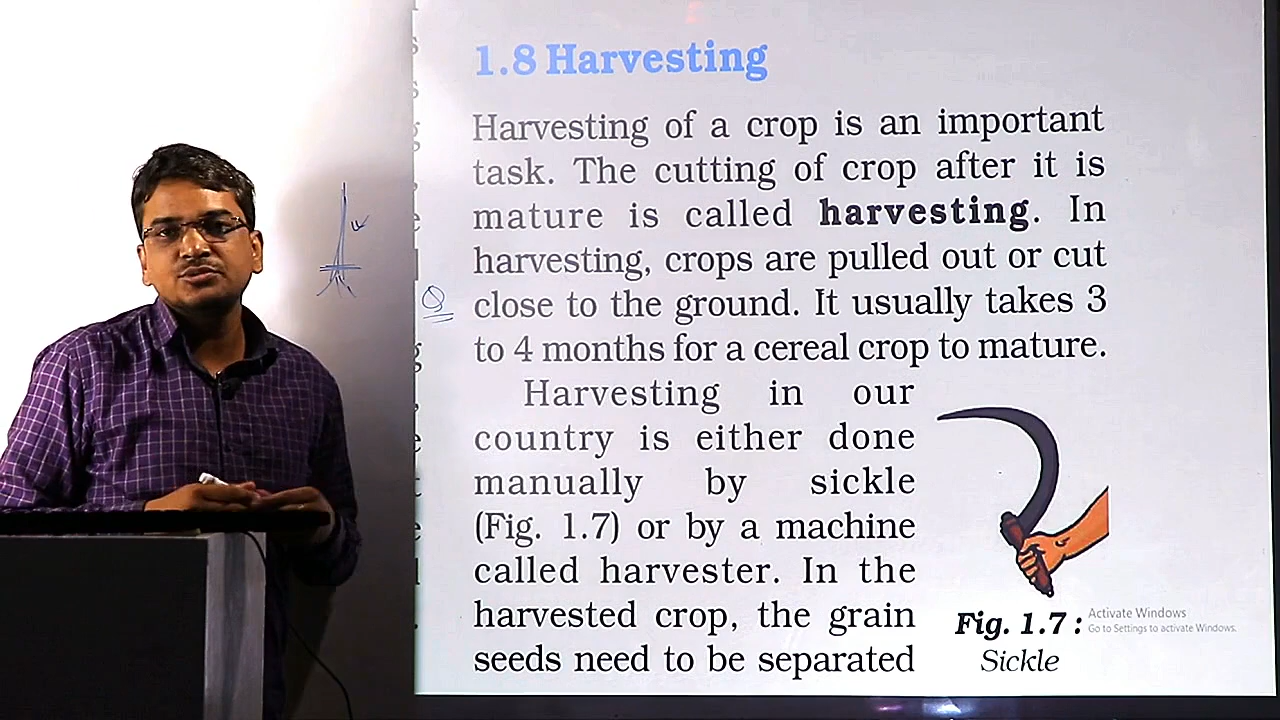 1.8 Harvesting
Harvesting of a crop is an important
task. The cutting of crop after it is
mature is called harvesting. In
harvesting, crops are pulled out or cut
close to the ground. It usually takes 3
to 4 months for a cereal crop to mature.
Harvesting in our
country is either done
manually by sickle
(Fig. 1.7) or by a machine
called harvester. In the
harvested crop, the grain
seeds need to be separated
Fig. 1.7 :
Sickle
Activate Windows
Go to Settings to activate Windows.